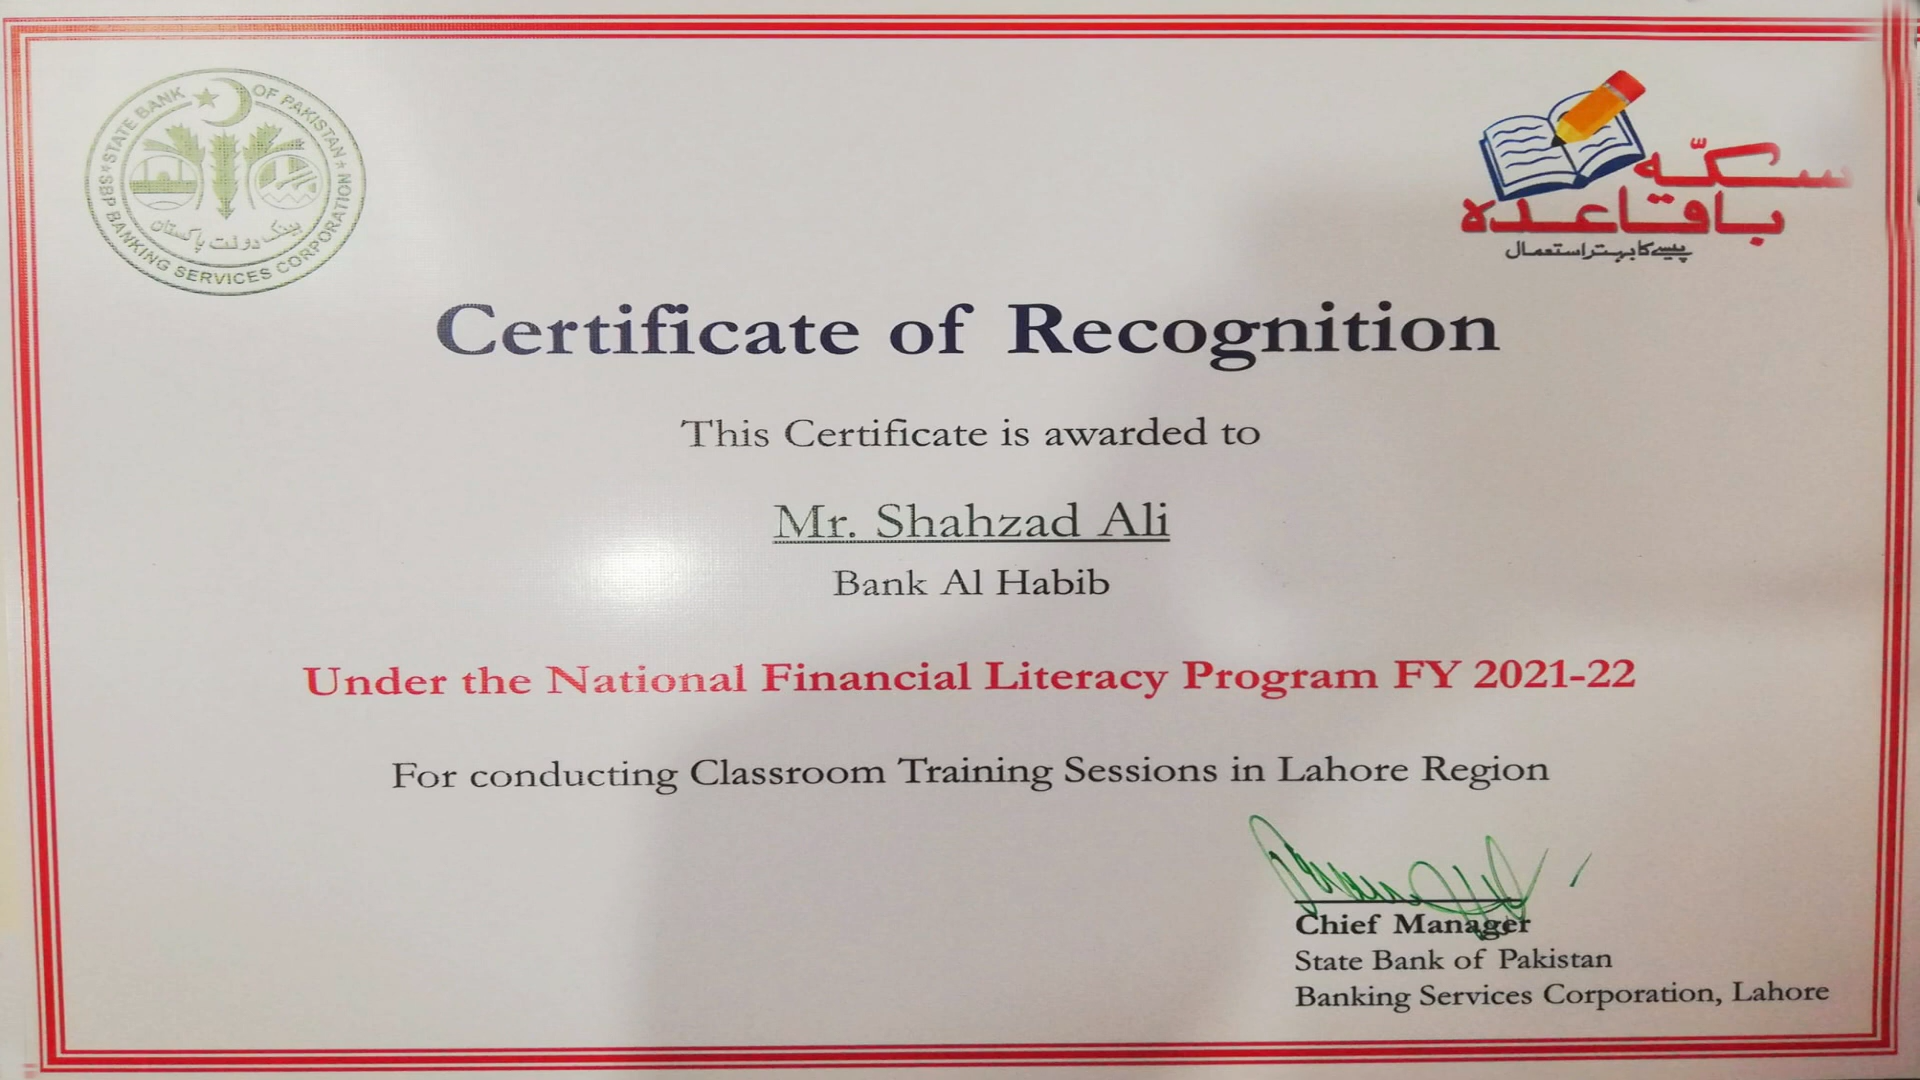 STATE BANK OF PAKISTAN
SBP BANKING SERVICES CORPORATION
بینک دولت پاکستان
سکّہ
باقاعدہ
پیسے کا بہتر استعمال
Certificate of Recognition
This Certificate is awarded to
Mr. Shahzad Ali
Bank Al Habib
Under the National Financial Literacy Program FY 2021-22
For conducting Classroom Training Sessions in Lahore Region
Chief Manager
State Bank of Pakistan
Banking Services Corporation, Lahore